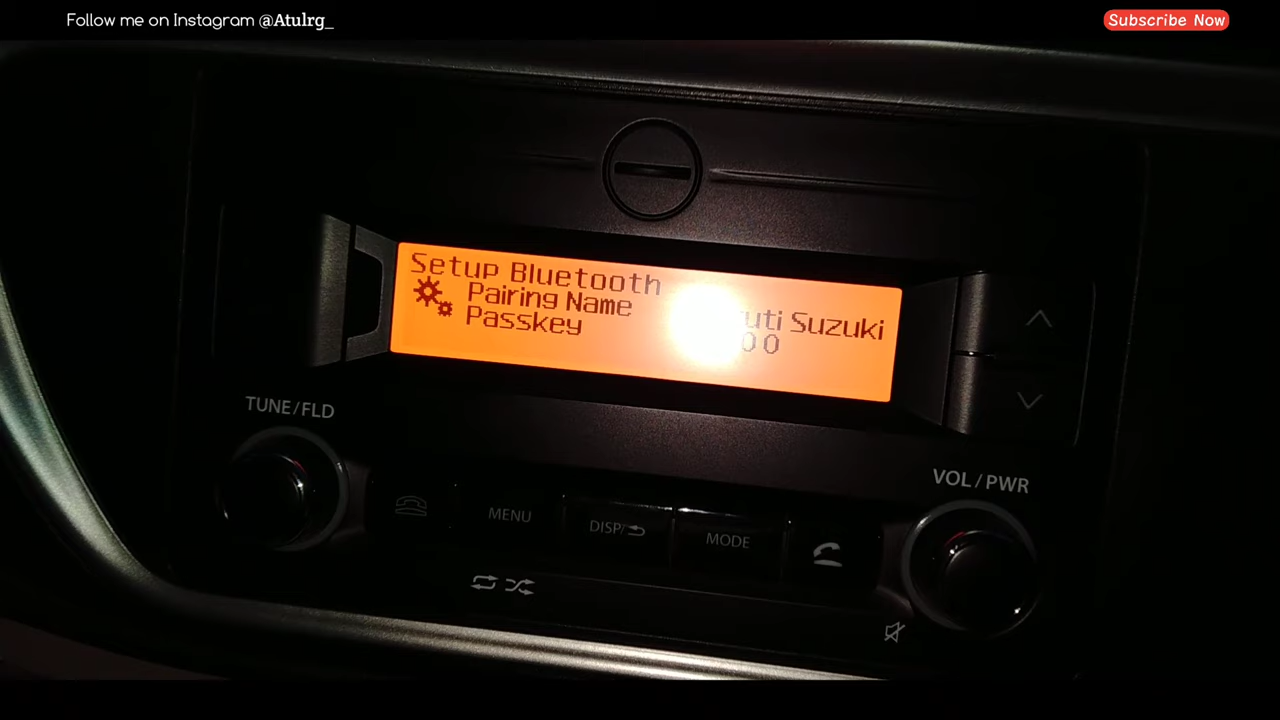 Follow me on Instagram @Atulrg_
Subscribe Now
Setup Bluetooth
Pairing Name Suzuki
Passkey
TUNE/FLD
VOL/PWR
MENU
DISP/
MODE